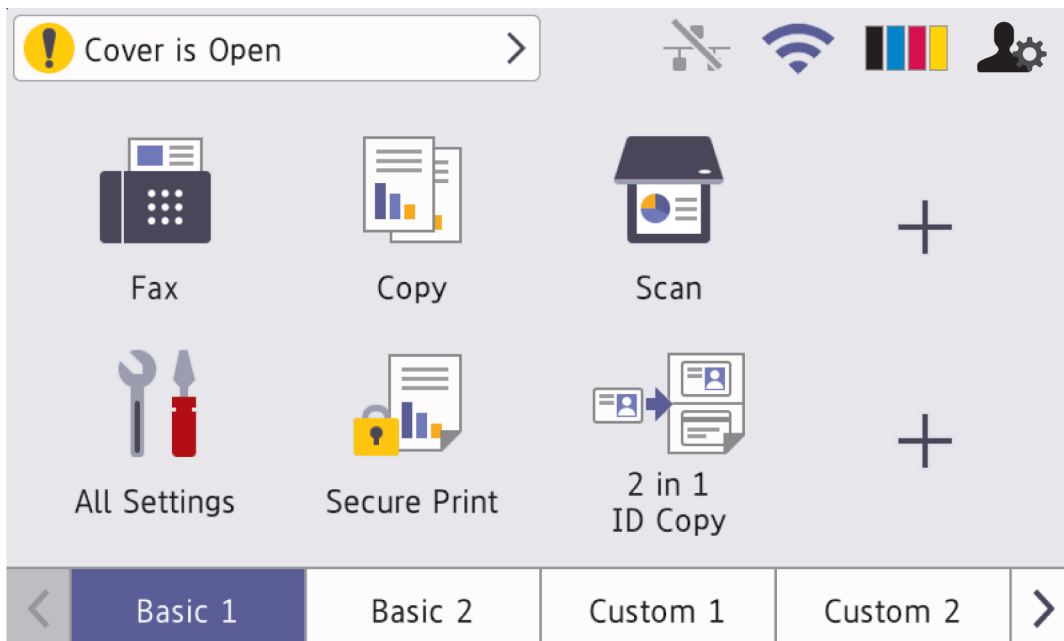 Cover is Open
Fax
Copy
Scan
All Settings
Secure Print
2 in 1
ID Copy
Basic 1
Basic 2
Custom 1
Custom 2